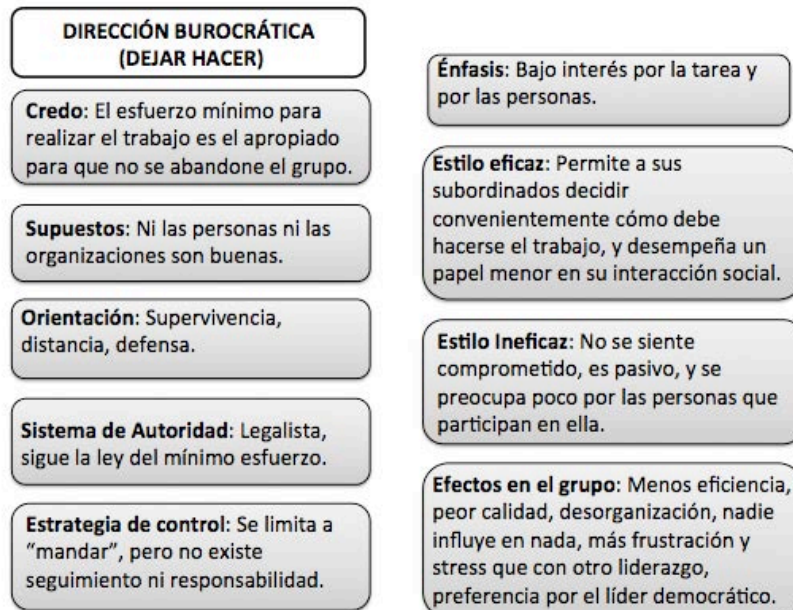 DIRECCIÓN BUROCRÁTICA
(DEJAR HACER)
Credo: El esfuerzo mínimo para
realizar el trabajo es el apropiado
para que no se abandone el grupo.
Supuestos: Ni las personas ni las
organizaciones son buenas.
Orientación: Supervivencia,
distancia, defensa.
Sistema de Autoridad: Legalista,
sigue la ley del mínimo esfuerzo.
Estrategia de control: Se limita a
“mandar”, pero no existe
seguimiento ni responsabilidad.
Énfasis: Bajo interés por la tarea y
por las personas.
Estilo eficaz: Permite a sus
subordinados decidir
convenientemente cómo debe
hacerse el trabajo, y desempeña un
papel menor en su interacción social.
Estilo Ineficaz: No se siente
comprometido, es pasivo, y se
preocupa poco por las personas que
participan en ella.
Efectos en el grupo: Menos eficiencia,
peor calidad, desorganización, nadie
influye en nada, más frustración y
stress que con otro liderazgo,
preferencia por el líder democrático.